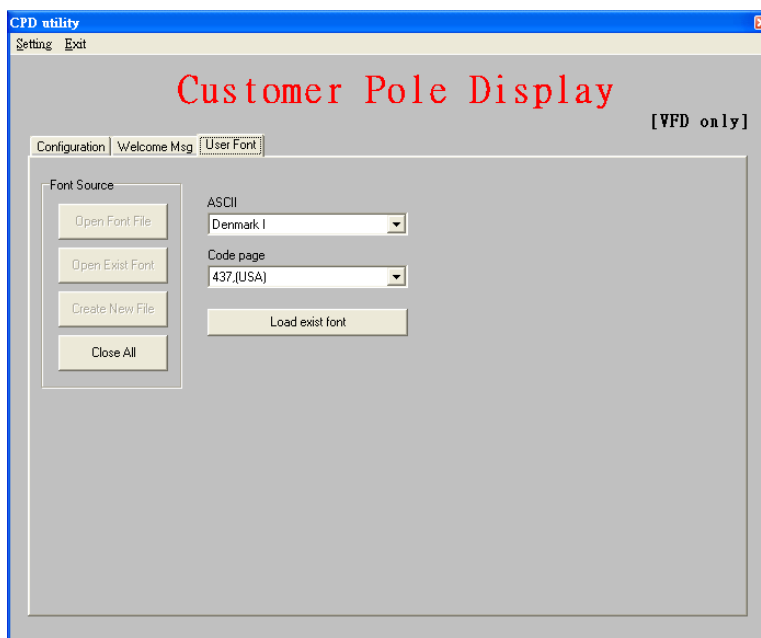 CPD utility
Setting Exit
Customer Pole Display
[VFD only]
Configuration Welcome Msg User Font
Font Source
Open Font File
Open Exist Font
Create New File
Close All
ASCII
Denmark I
Code page
437,(USA)
Load exist font